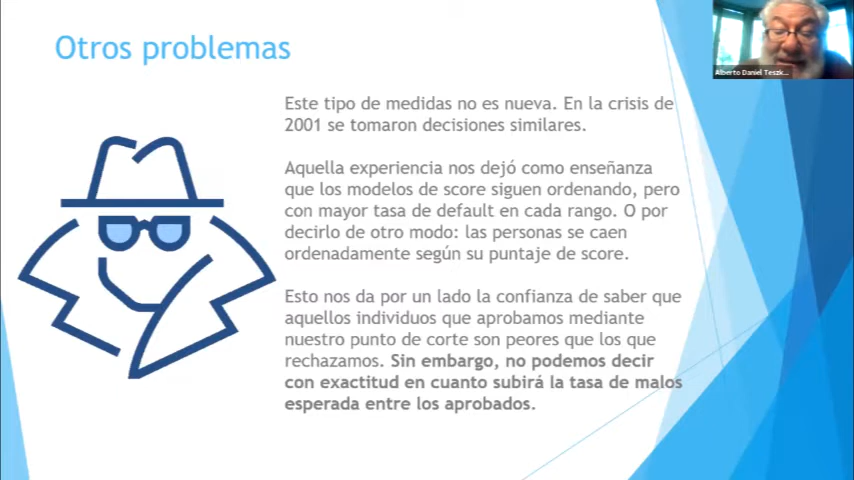 Otros problemas
Alberto Daniel Teszk...
Este tipo de medidas no es nueva. En la crisis de
2001 se tomaron decisiones similares.
Aquella experiencia nos dejó como enseñanza
que los modelos de score siguen ordenando, pero
con mayor tasa de default en cada rango. O por
decirlo de otro modo: las personas se caen
ordenadamente según su puntaje de score.
Esto nos da por un lado la confianza de saber que
aquellos individuos que aprobamos mediante
nuestro punto de corte son peores que los que
rechazamos. Sin embargo, no podemos decir
con exactitud en cuanto subirá la tasa de malos
esperada entre los aprobados.